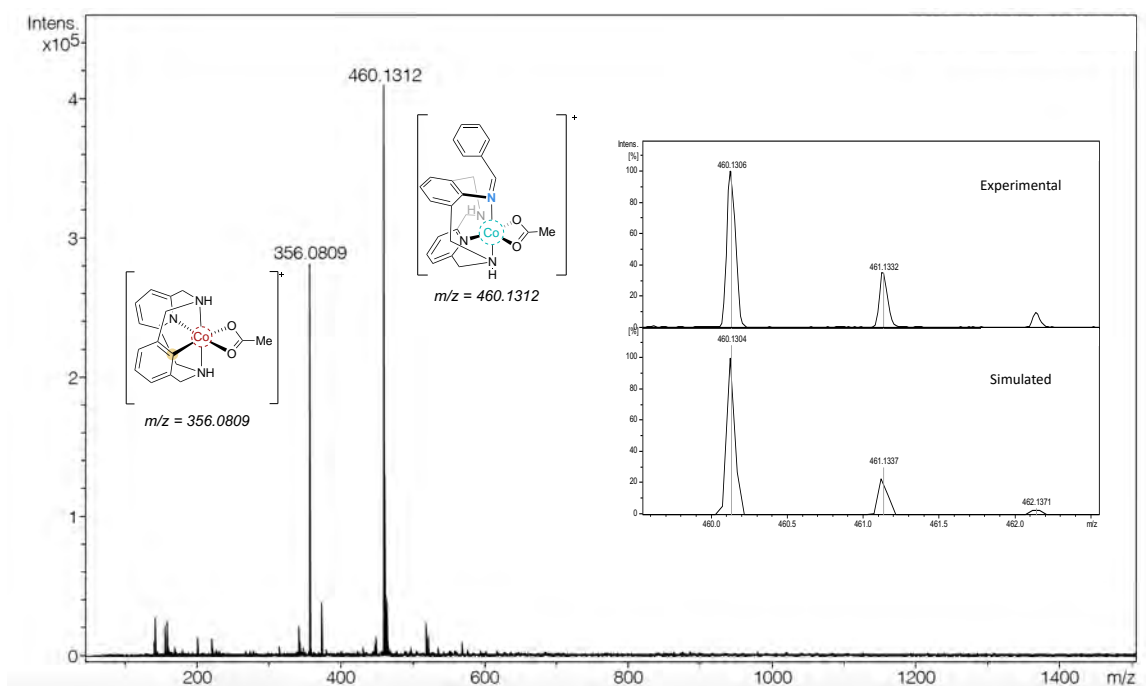 Intens.
x10⁵
4
3
2
1
0
200
400
600
800
1000
1200
1400
m/z
460.1312
356.0809
+
NH
N
Co
O
O
Me
NH
m/z = 356.0809
+
N
H
N
N
Co
O
O
Me
N
H
m/z = 460.1312
Intens.
[%]
100
80
60
40
20
0
460.1306
461.1332
Experimental
[%]
100
80
60
40
20
0
460.1304
461.1337
462.1371
Simulated
460.0
460.5
461.0
461.5
462.0
m/z